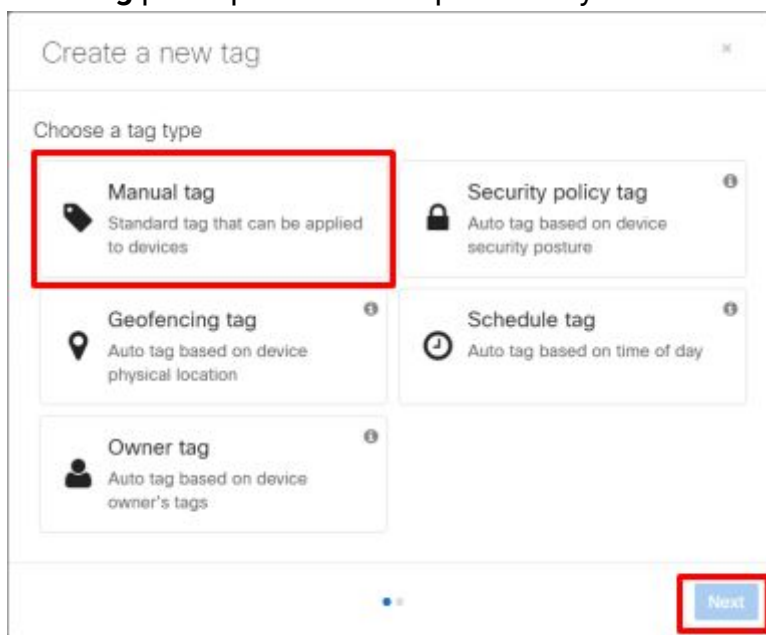 Create a new tag
Choose a tag type
Manual tag
Standard tag that can be applied
to devices
Security policy tag
Auto tag based on device
security posture
Geofencing tag
Auto tag based on device
physical location
Schedule tag
Auto tag based on time of day
Owner tag
Auto tag based on device
owner's tags
Next